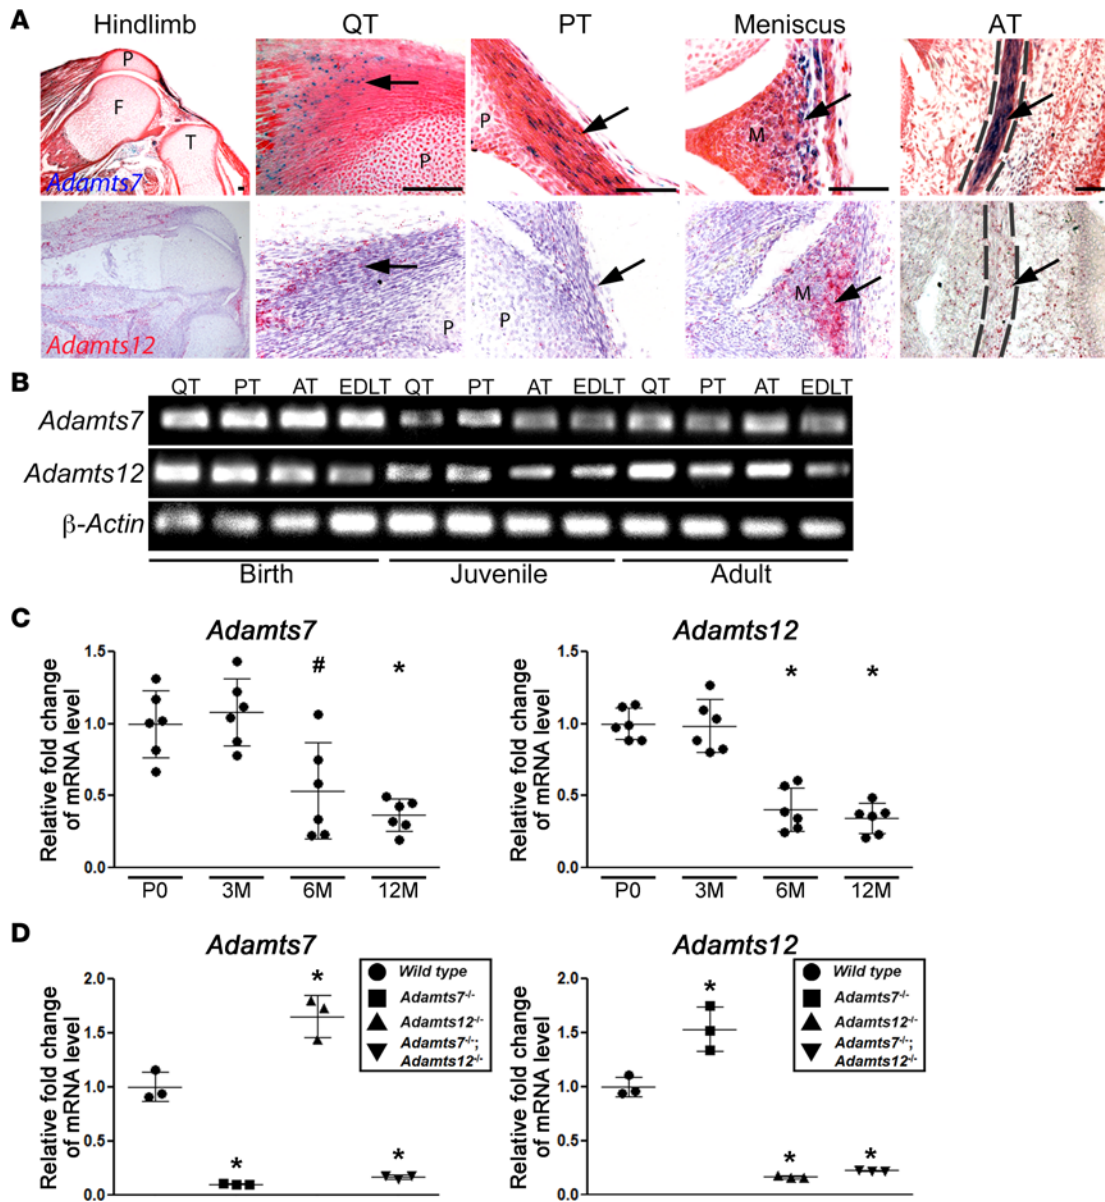 A
Hindlimb QT PT Meniscus AT
P
F
T
Adamts7
P
P
M
Adamts12
P
P
M
B
QT PT AT EDLT QT PT AT EDLT QT PT AT EDLT
Adamts7
Adamts12
β-Actin
Birth Juvenile Adult
C
Adamts7
Relative fold change
of mRNA level
1.5
#
*
1.0
0.5
0.0
P0 3M 6M 12M
Adamts12
Relative fold change
of mRNA level
1.5
* *
1.0
0.5
0.0
P0 3M 6M 12M
D
Adamts7
Relative fold change
of mRNA level
2.0
*
1.5
1.0
0.5
* *
0.0
Wild type
Adamts7-/-
Adamts12-/-
Adamts7-/-;
Adamts12-/-
Adamts12
Relative fold change
of mRNA level
2.0
*
1.5
1.0
0.5
* *
0.0
Wild type
Adamts7-/-
Adamts12-/-
Adamts7-/-;
Adamts12-/-